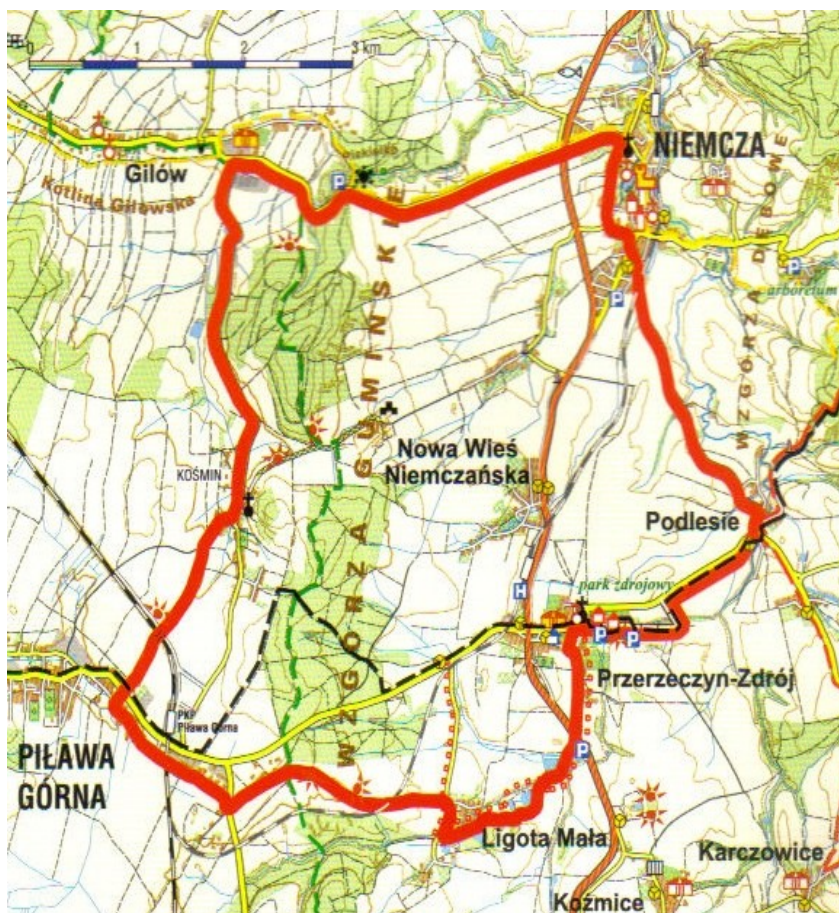 0 1 2 3 km
NIEMCZA
Gilów
P
Kotlina Gilowska
WZGÓRZA DĘBOWE
P
P
arboretum
WZGÓRZA GUMIŃSKIE
Nowa Wieś
Niemczańska
KOŚMIN
Podlesie
park zdrojowy
H
P
P
Przerzeczyn-Zdrój
PKP
Piława Górna
PIŁAWA
GÓRNA
P
Ligota Mała
Karczowice
Koźmice